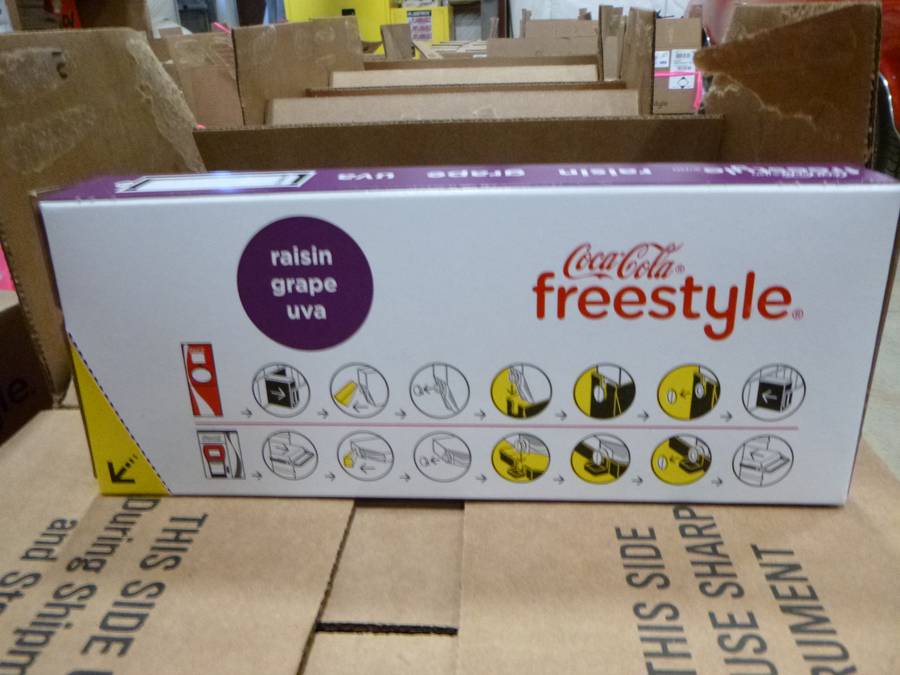 uva grape raisin freestyle
raisin
grape
uva
Coca-Cola®
freestyle®
THIS SIDE
During Shipm
and St
THIS SIDE
USE SHARP
RUMENT